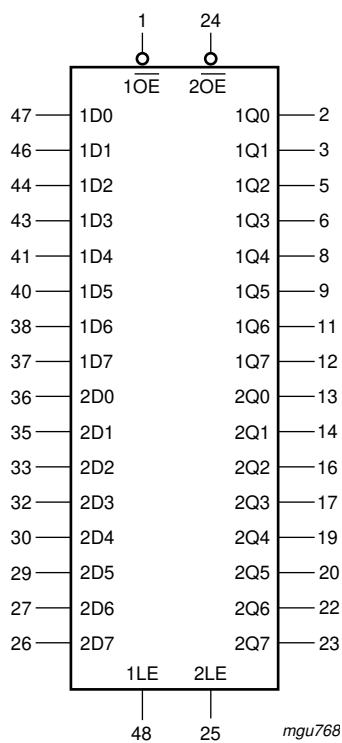 1 24
1O̅E̅ 2O̅E̅
47 1D0 1Q0 2
46 1D1 1Q1 3
44 1D2 1Q2 5
43 1D3 1Q3 6
41 1D4 1Q4 8
40 1D5 1Q5 9
38 1D6 1Q6 11
37 1D7 1Q7 12
36 2D0 2Q0 13
35 2D1 2Q1 14
33 2D2 2Q2 16
32 2D3 2Q3 17
30 2D4 2Q4 19
29 2D5 2Q5 20
27 2D6 2Q6 22
26 2D7 2Q7 23
1LE 2LE
48 25
mgu768